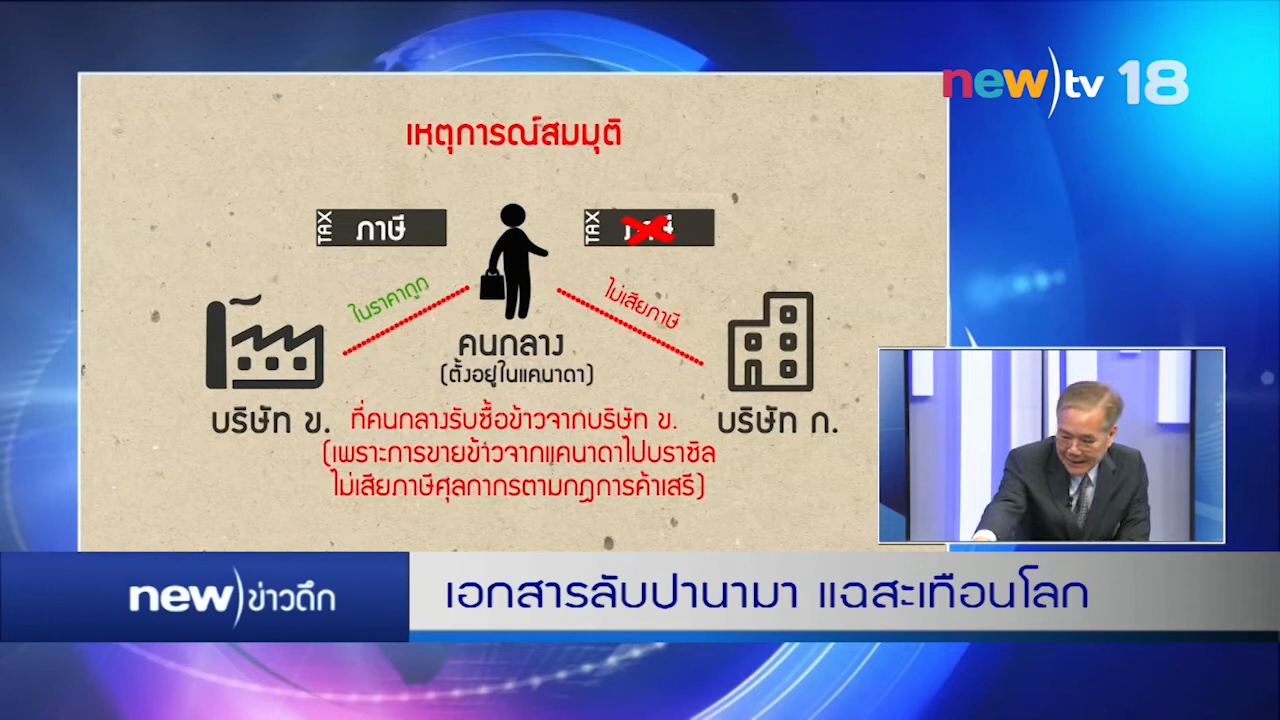 new)tv 18
เหตุการณ์สมมุติ
TAX ภาษี
TAX
ในราคาถูก
ไม่เสียภาษี
คนกลาง
(ตั้งอยู่ในแคนาดา)
บริษัท ข.
บริษัท ก.
ที่คนกลางรับซื้อข้าวจากบริษัท ข.
(เพราะการขายข้าวจากแคนาดาไปบราซิล
ไม่เสียภาษีศุลกากรตามกฎการค้าเสรี)
new)ข่าวดึก
เอกสารลับปานามา แฉสะเทือนโลก